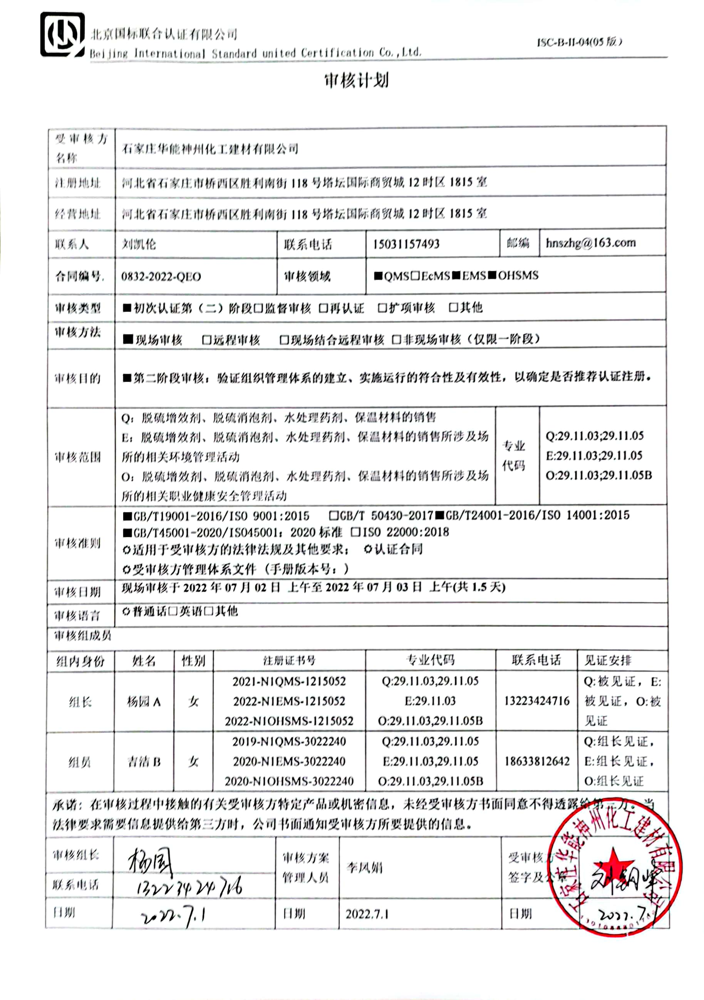 北京国标联合认证有限公司
Beijing International Standard united Certification Co.,Ltd.
ISC-B-II-04(05版)
审核计划
受审核方名称 石家庄华能神州化工建材有限公司
注册地址 河北省石家庄市桥西区胜利南街 118 号塔坛国际商贸城 12 时区 1815 室
经营地址 河北省石家庄市桥西区胜利南街 118 号塔坛国际商贸城 12 时区 1815 室
联系人 刘凯伦 联系电话 15031157493 邮编 hnszhg@163.com
合同编号. 0832-2022-QEO 审核领域 ■QMS□EcMS■EMS■OHSMS
审核类型 ■初次认证第（二）阶段□监督审核 □再认证 □扩项审核 □其他
审核方法 ■现场审核 □远程审核 □现场结合远程审核 □非现场审核（仅限一阶段）
审核目的 ■第二阶段审核：验证组织管理体系的建立、实施运行的符合性及有效性，以确定是否推荐认证注册。
审核范围
Q：脱硫增效剂、脱硫消泡剂、水处理药剂、保温材料的销售
E：脱硫增效剂、脱硫消泡剂、水处理药剂、保温材料的销售所涉及场
所的相关环境管理活动
O：脱硫增效剂、脱硫消泡剂、水处理药剂、保温材料的销售所涉及场
所的相关职业健康安全管理活动
专业
代码
Q:29.11.03;29.11.05
E:29.11.03;29.11.05
O:29.11.03;29.11.05B
审核准则
■GB/T19001-2016/ISO 9001:2015 □GB/T 50430-2017■GB/T24001-2016/ISO 14001:2015
■GB/T45001-2020/ISO45001：2020 标准 □ISO 22000:2018
✪适用于受审核方的法律法规及其他要求； ✪认证合同
✪受审核方管理体系文件（手册版本号：）
审核日期 现场审核于 2022 年 07 月 02 日 上午至 2022 年 07 月 03 日 上午(共 1.5 天)
审核语言 ✪普通话□英语□其他
审核组成员
组内身份 姓名 性别 注册证书号 专业代码 联系电话 见证安排
组长 杨园 A 女
2021-N1QMS-1215052
2022-N1EMS-1215052
2022-N1OHSMS-1215052
Q:29.11.03,29.11.05
E:29.11.03
O:29.11.03,29.11.05B
13223424716
Q:被见证，E:
被见证，O:被
见证
组员 吉洁 B 女
2019-N1QMS-3022240
2020-N1EMS-3022240
2020-N1OHSMS-3022240
Q:29.11.03,29.11.05
E:29.11.03,29.11.05
O:29.11.03,29.11.05B
18633812642
Q:组长见证，
E:组长见证，
O:组长见证
承诺：在审核过程中接触的有关受审核方特定产品或机密信息，未经受审核方书面同意不得透露给第三方。当
法律要求需要信息提供给第三方时，公司书面通知受审核方所要提供的信息。
审核组长 杨园
审核方案
管理人员
李凤娟
受审核方
签字及公章
联系电话 13223424716
日期 2022.7.1 日期 2022.7.1 日期 2022.7.1
石家庄华能神州化工建材有限公司